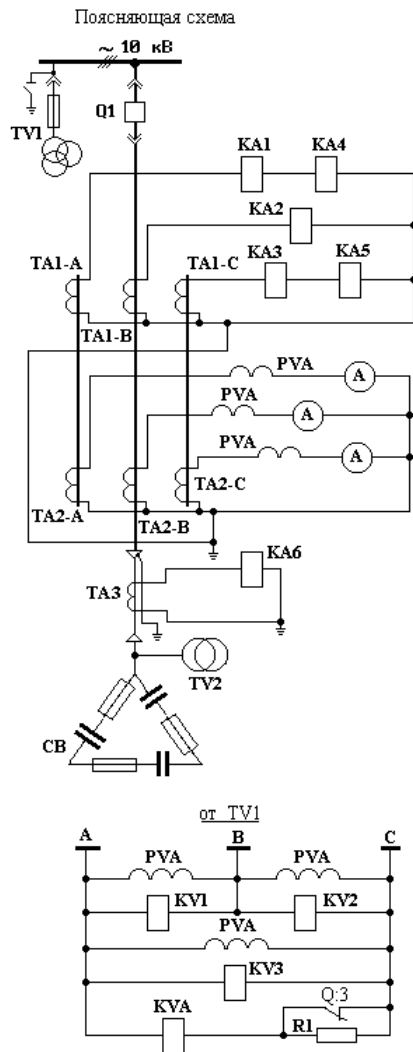 Поясняющая схема
~ 10 кВ
Q1
TV1
KA1 KA4
KA2
TA1-A TA1-C KA3 KA5
TA1-B
PVA A
PVA A
PVA A
TA2-C
TA2-A
TA2-B
KA6
TA3
TV2
CB
от TV1
A B C
PVA PVA
KV1 KV2
PVA
KV3
Q:3
KVA R1